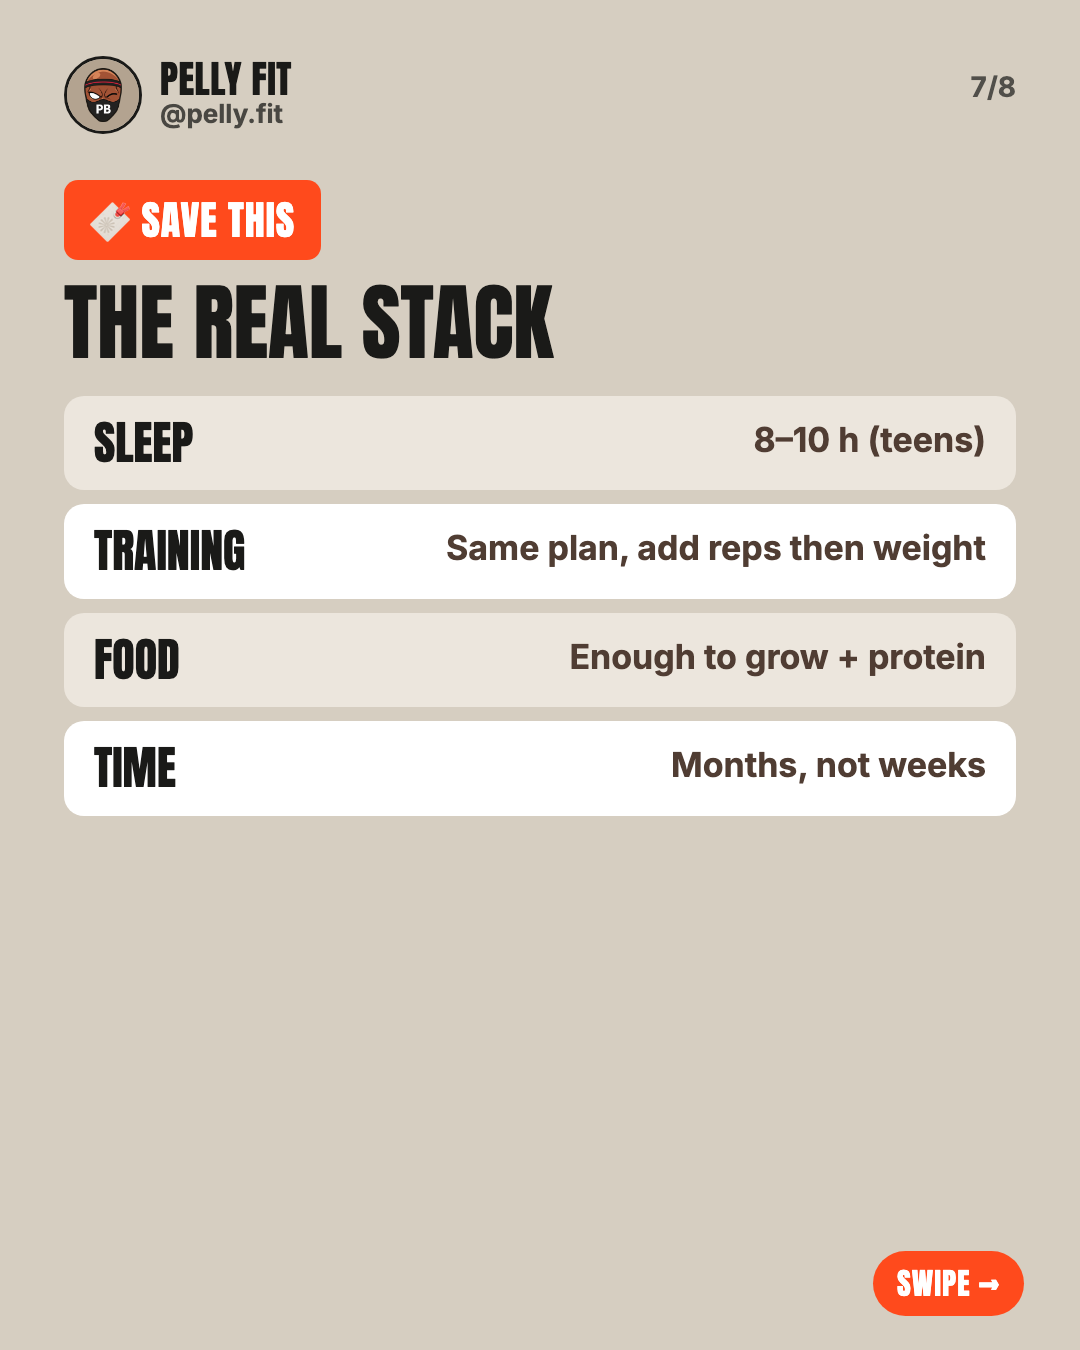 PELLY FIT
@pelly.fit
7/8
PB
SAVE THIS
THE REAL STACK
SLEEP 8–10 h (teens)
TRAINING Same plan, add reps then weight
FOOD Enough to grow + protein
TIME Months, not weeks
SWIPE →